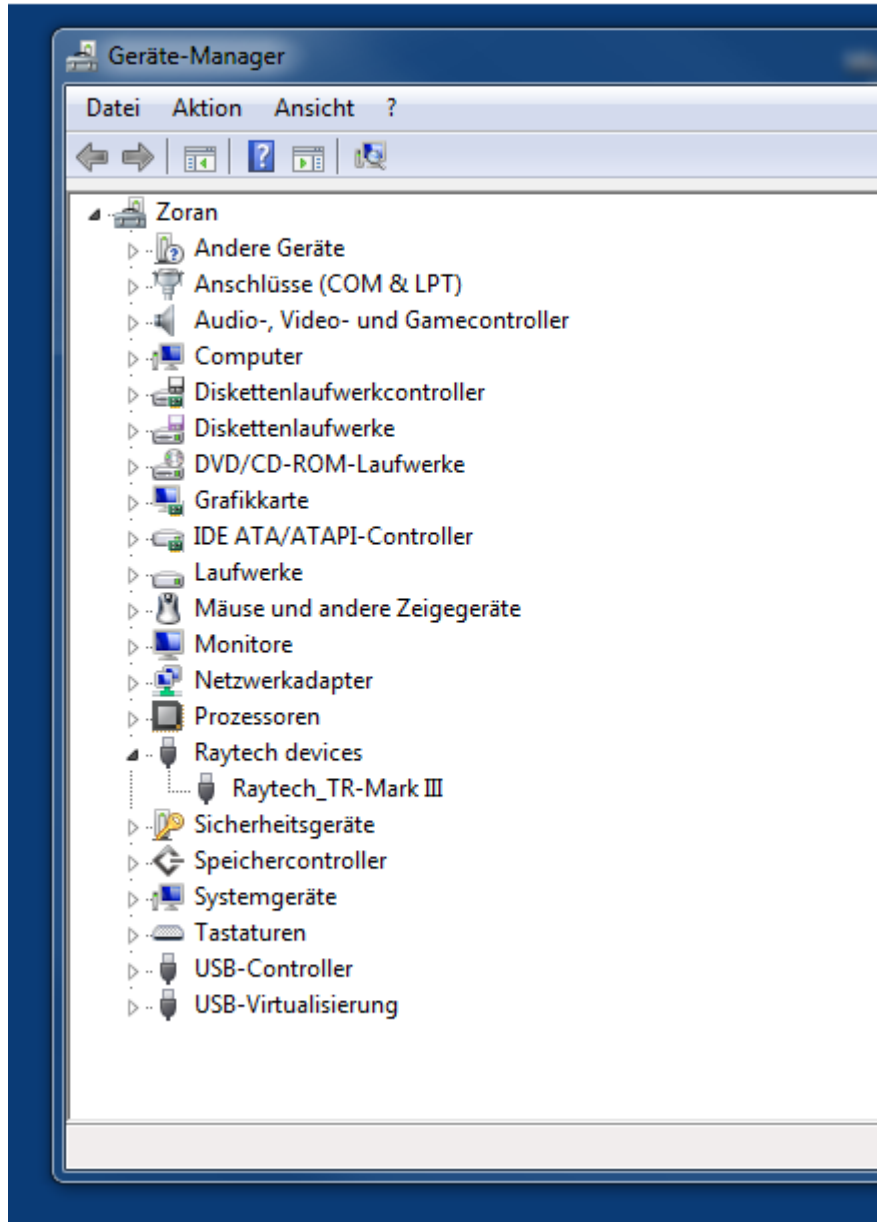 Geräte-Manager
Datei Aktion Ansicht ?
Zoran
Andere Geräte
Anschlüsse (COM & LPT)
Audio-, Video- und Gamecontroller
Computer
Diskettenlaufwerkcontroller
Diskettenlaufwerke
DVD/CD-ROM-Laufwerke
Grafikkarte
IDE ATA/ATAPI-Controller
Laufwerke
Mäuse und andere Zeigegeräte
Monitore
Netzwerkadapter
Prozessoren
Raytech devices
Raytech_TR-Mark III
Sicherheitsgeräte
Speichercontroller
Systemgeräte
Tastaturen
USB-Controller
USB-Virtualisierung